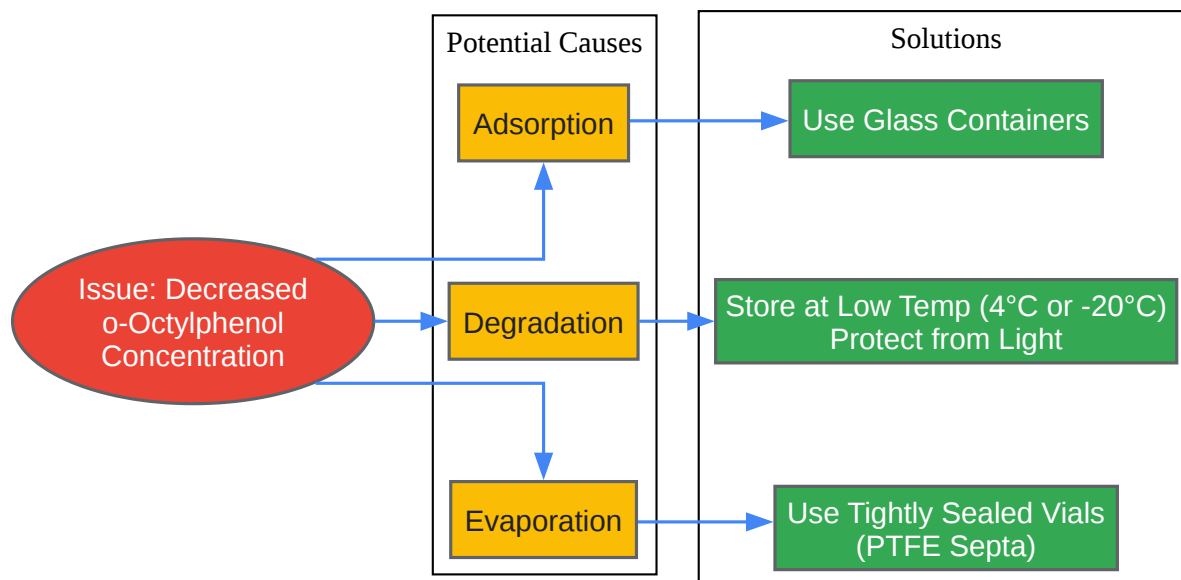 Potential Causes
Solutions
Adsorption
Use Glass Containers
Issue: Decreased
o-Octylphenol
Concentration
Degradation
Store at Low Temp (4°C or -20°C)
Protect from Light
Evaporation
Use Tightly Sealed Vials
(PTFE Septa)